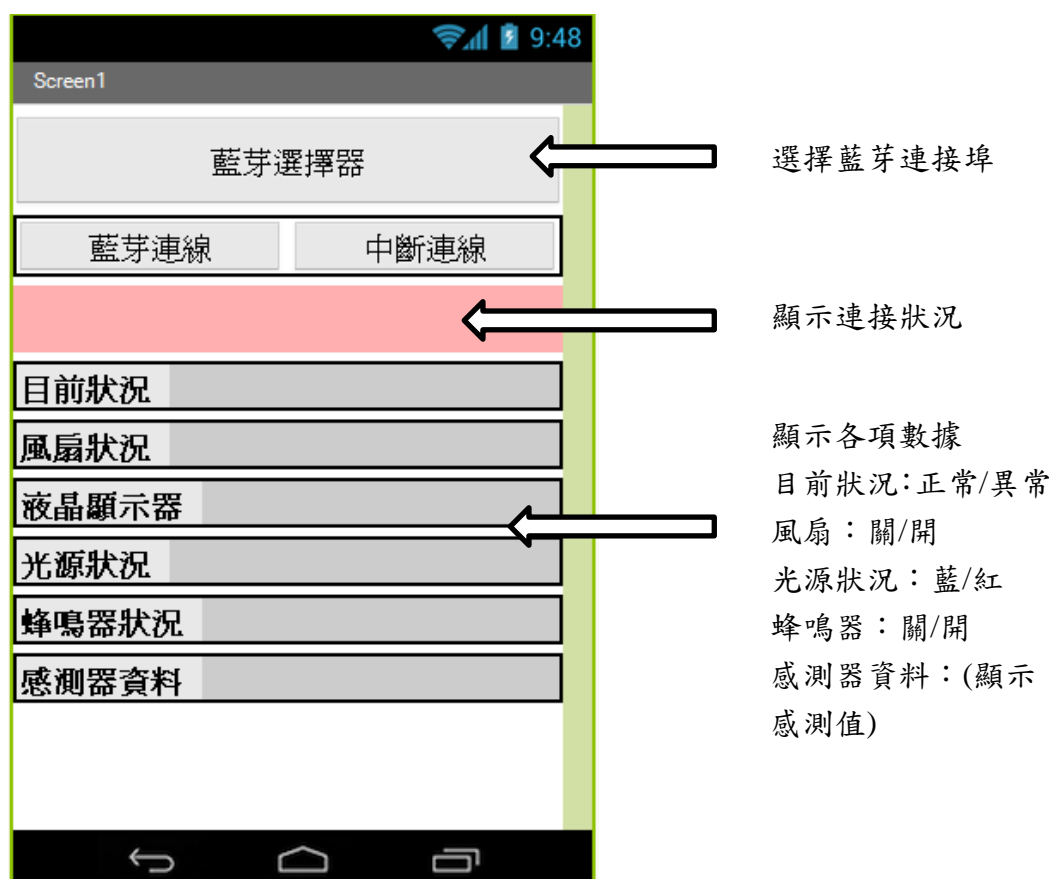 9:48
Screen1
藍芽選擇器
選擇藍芽連接埠
藍芽連線
中斷連線
顯示連接狀況
目前狀況
風扇狀況
液晶顯示器
光源狀況
蜂鳴器狀況
感測器資料
顯示各項數據
目前狀況：正常/異常
風扇：關/開
光源狀況：藍/紅
蜂鳴器：關/開
感測器資料：(顯示
感測值)